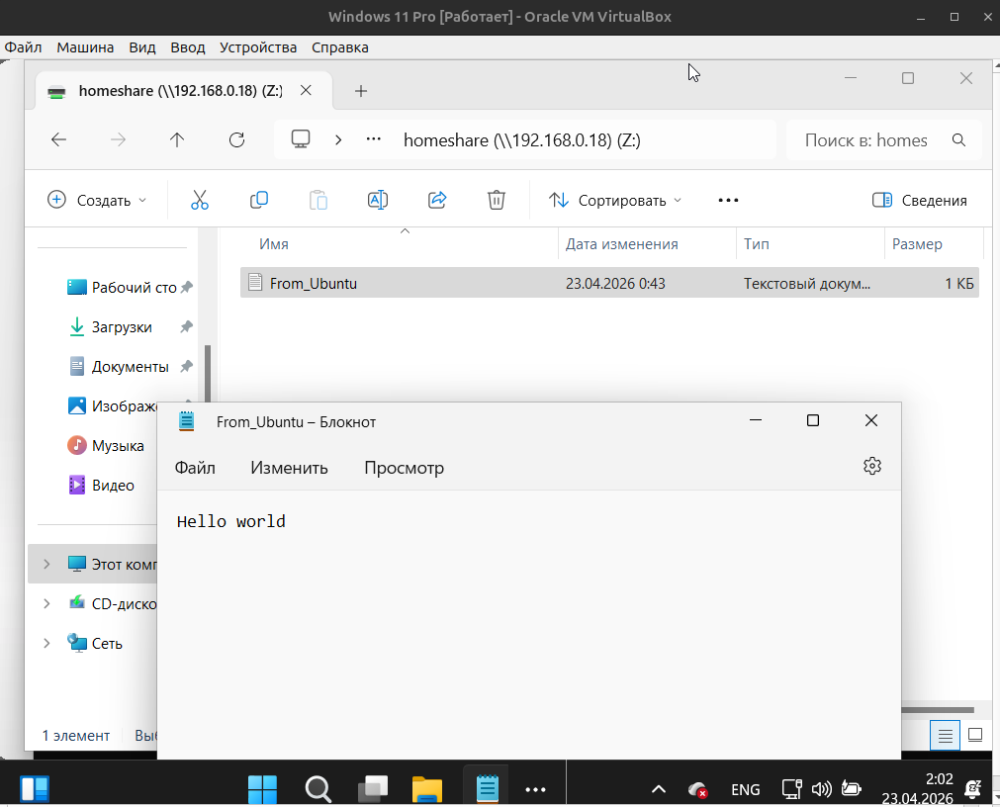 Windows 11 Pro [Работает] - Oracle VM VirtualBox
Файл Машина Вид Ввод Устройства Справка
homeshare (\\192.168.0.18) (Z:)
homeshare (\\192.168.0.18) (Z:) Поиск в: homes
Создать Сортировать Сведения
Имя Дата изменения Тип Размер
From_Ubuntu 23.04.2026 0:43 Текстовый докум... 1 КБ
Рабочий сто
Загрузки
Документы
Изображ
Музыка
Видео
Этот комп
CD-диско
Сеть
1 элемент Выб
From_Ubuntu – Блокнот
Файл Изменить Просмотр
Hello world
ENG 2:02
23.04.2026